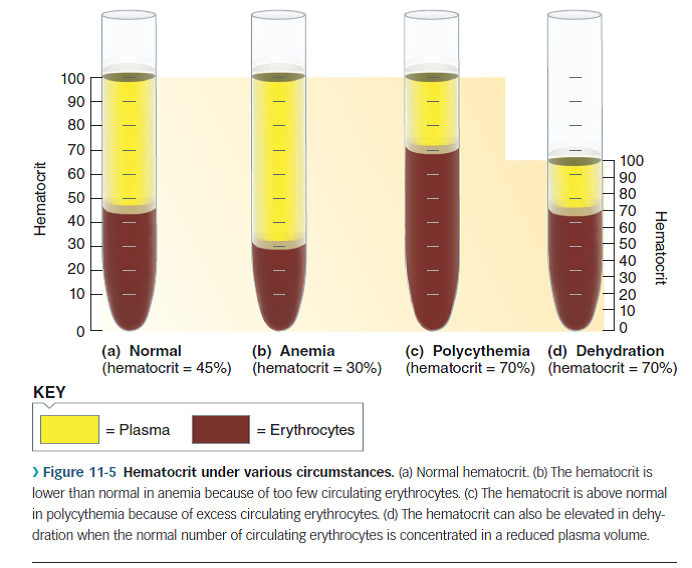 100
90
80
70
60
50
40
30
20
10
0
Hematocrit
100
90
80
70
60
50
40
30
20
10
0
Hematocrit
(a) Normal
(hematocrit = 45%)
(b) Anemia
(hematocrit = 30%)
(c) Polycythemia
(hematocrit = 70%)
(d) Dehydration
(hematocrit = 70%)
KEY
= Plasma
= Erythrocytes
❯ Figure 11-5 Hematocrit under various circumstances. (a) Normal hematocrit. (b) The hematocrit is
lower than normal in anemia because of too few circulating erythrocytes. (c) The hematocrit is above normal
in polycythemia because of excess circulating erythrocytes. (d) The hematocrit can also be elevated in dehy-
dration when the normal number of circulating erythrocytes is concentrated in a reduced plasma volume.